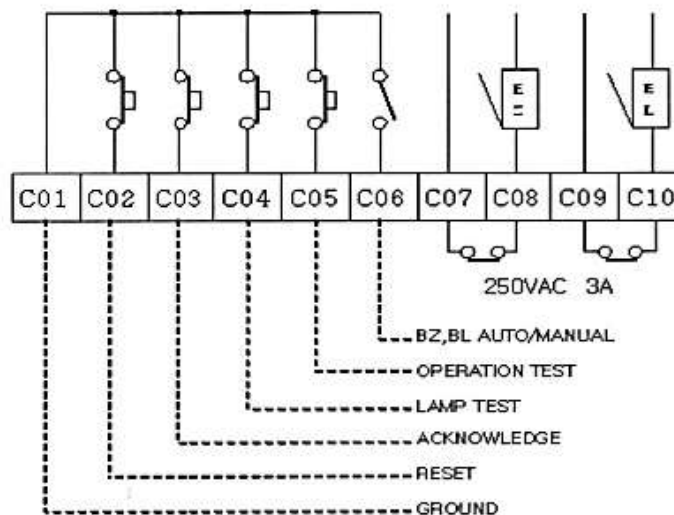 C01 C02 C03 C04 C05 C06 C07 C08 C09 C10
250VAC 3A
BZ,BL AUTO/MANUAL
OPERATION TEST
LAMP TEST
ACKNOWLEDGE
RESET
GROUND